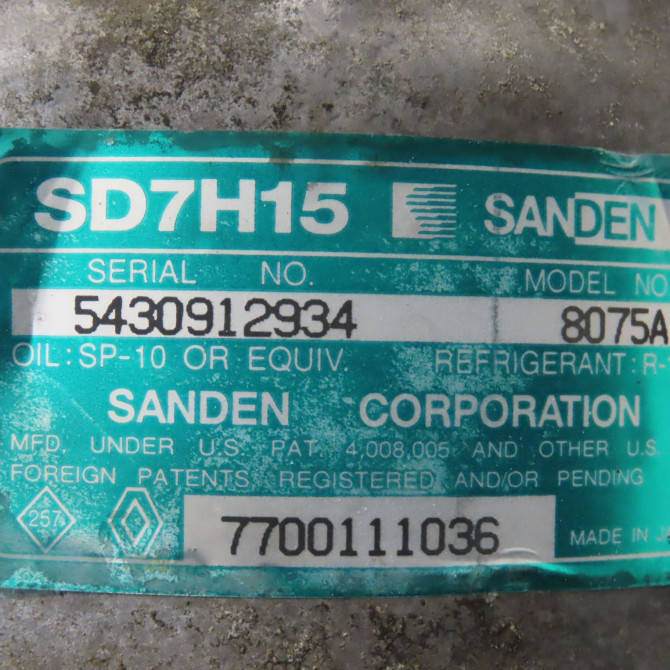 SD7H15 SANDEN
SERIAL NO. MODEL NO
5430912934 8075A
OIL: SP-10 OR EQUIV. REFRIGERANT: R-
SANDEN CORPORATION
MFD. UNDER U.S. PAT. 4,008,005 AND OTHER U.S.
FOREIGN PATENTS, REGISTERED AND/OR PENDING
257 7700111036 MADE IN J